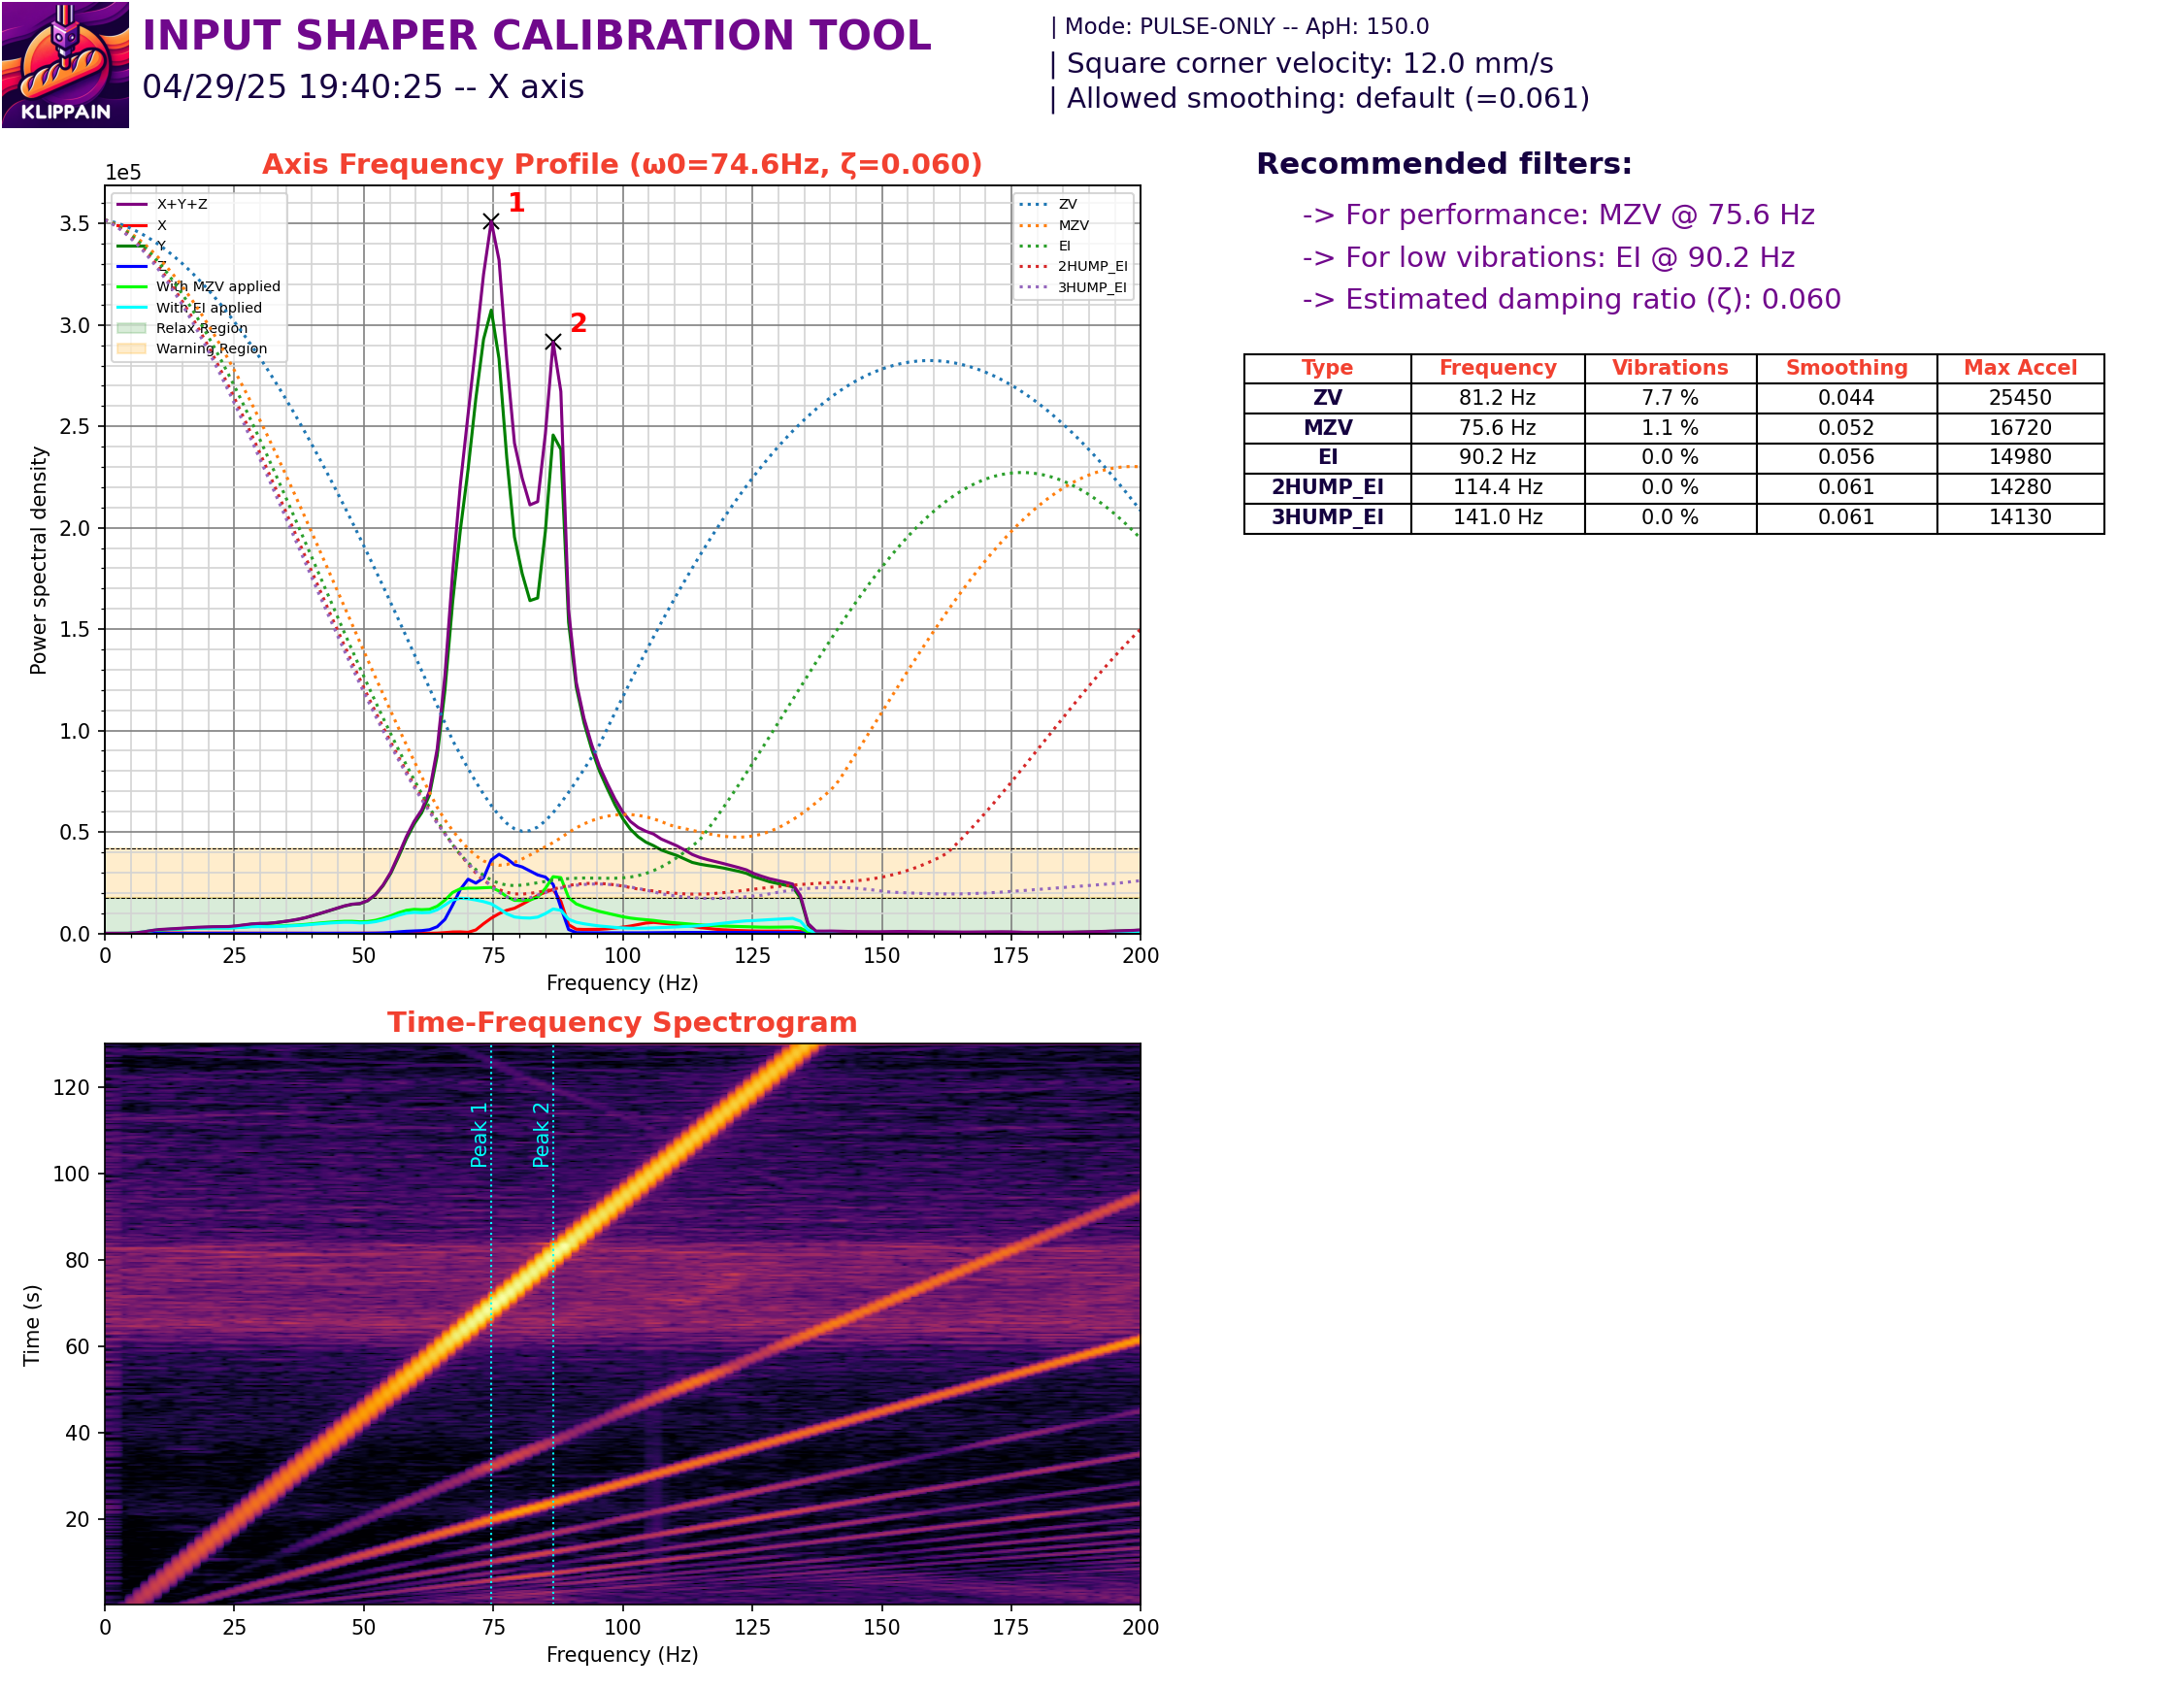 KLIPPAIN
INPUT SHAPER CALIBRATION TOOL
04/29/25 19:40:25 -- X axis
| Mode: PULSE-ONLY -- ApH: 150.0
| Square corner velocity: 12.0 mm/s
| Allowed smoothing: default (=0.061)
Axis Frequency Profile (ω0=74.6Hz, ζ=0.060)
1e5
X+Y+Z
X
Y
Z
With MZV applied
With EI applied
Relax Region
Warning Region
ZV
MZV
EI
2HUMP_EI
3HUMP_EI
1
2
3.5
3.0
2.5
2.0
1.5
1.0
0.5
0.0
Power spectral density
0 25 50 75 100 125 150 175 200
Frequency (Hz)
Recommended filters:
-> For performance: MZV @ 75.6 Hz
-> For low vibrations: EI @ 90.2 Hz
-> Estimated damping ratio (ζ): 0.060
Type Frequency Vibrations Smoothing Max Accel
ZV 81.2 Hz 7.7 % 0.044 25450
MZV 75.6 Hz 1.1 % 0.052 16720
EI 90.2 Hz 0.0 % 0.056 14980
2HUMP_EI 114.4 Hz 0.0 % 0.061 14280
3HUMP_EI 141.0 Hz 0.0 % 0.061 14130
Time-Frequency Spectrogram
Peak 1
Peak 2
120
100
80
60
40
20
Time (s)
0 25 50 75 100 125 150 175 200
Frequency (Hz)